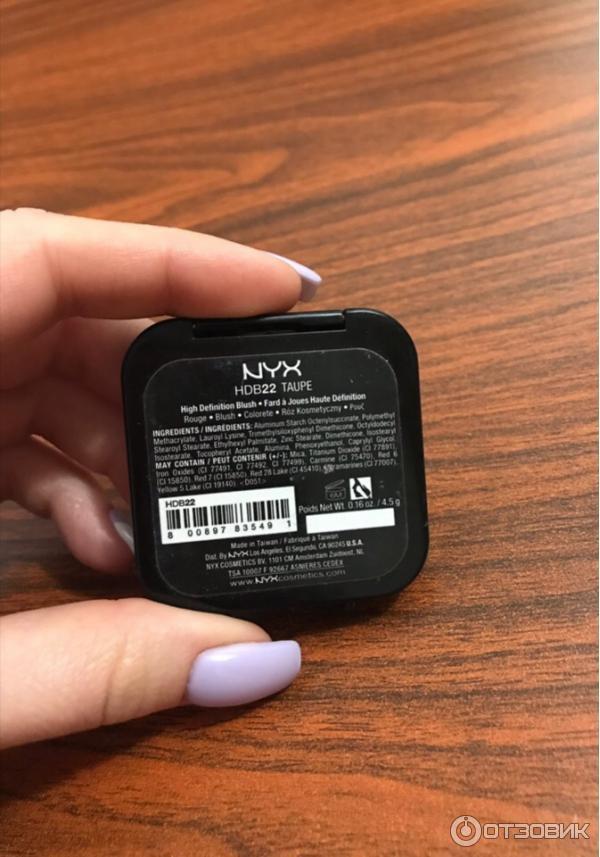 NYX
HDB22 TAUPE
High Definition Blush • Fard à Joues Haute Définition
Rouge • Blush • Colorete • Róz Kosmetyczny • Pouč
INGREDIENTS / INGRÉDIENTS: Aluminum Starch Octenylsuccinate, Polymethyl
Methacrylate, Lauroyl Lysine, Trimethylsiloxyphenyl Dimethicone, Octyldodecyl
Stearoyl Stearate, Ethylhexyl Palmitate, Zinc Stearate, Dimethicone, Isostearyl
Isostearate, Tocopheryl Acetate, Alumina, Phenoxyethanol, Caprylyl Glycol.
MAY CONTAIN / PEUT CONTENIR (+/-): Mica, Titanium Dioxide (CI 77891),
Iron Oxides (CI 77491, CI 77492, CI 77499), Carmine (CI 75470), Red 6
(CI 15850), Red 7 (CI 15850), Red 28 Lake (CI 45410), Ultramarines (CI 77007),
Yellow 5 Lake (CI 19140). <D051>
HDB22
8 00897 83549 1
Poids Net Wt. 0.16 oz. / 4.5 g
Made in Taiwan / Fabriqué à Taiwan
Dist. By NYX Los Angeles, El Segundo, CA 90245 U.S.A.
NYX COSMETICS BV. 1101 CM Amsterdam Zuidoost, NL
TSA 10007 F 92667 ASNIERES CEDEX
www.NYXcosmetics.com
ОТЗОВИК